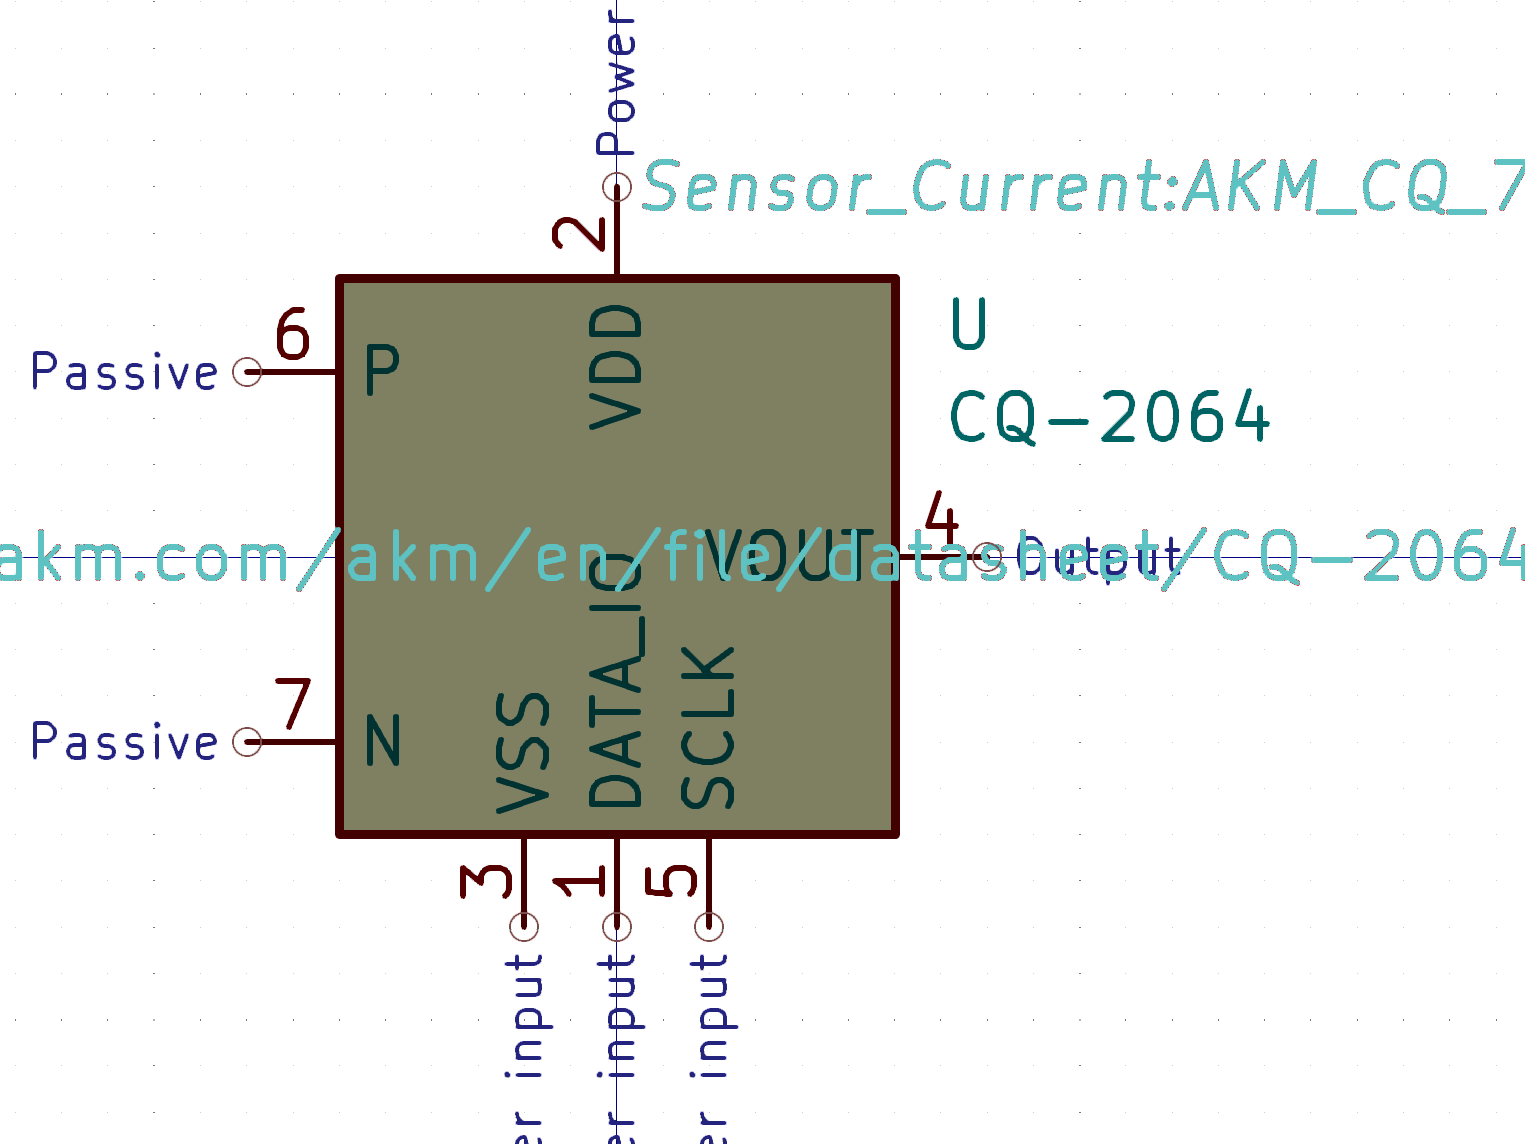 Power
Sensor_Current:AKM_CQ_7
2
U
6
Passive
P
VDD
CQ-2064
4
VOUT
Output
akm.com/akm/en/file/datasheet/CQ-2064
7
Passive
N
VSS
DATA_IO
SCLK
3
1
5
er input
er input
er input